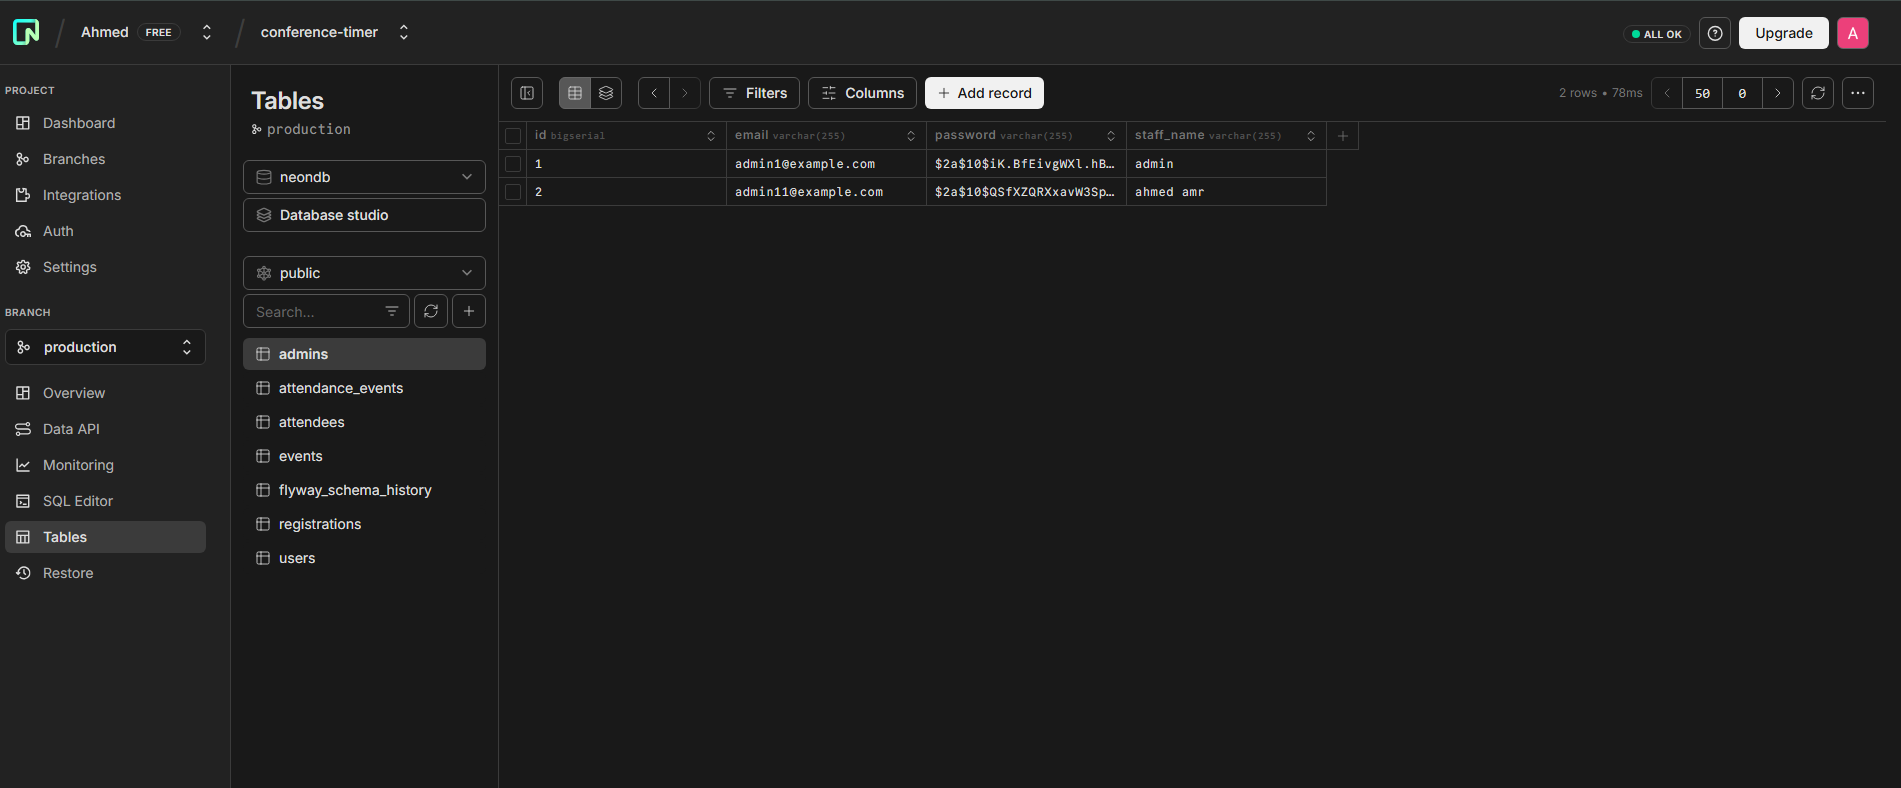 Ahmed FREE
conference-timer
ALL OK
Upgrade
A
PROJECT
Dashboard
Branches
Integrations
Auth
Settings
BRANCH
production
Overview
Data API
Monitoring
SQL Editor
Tables
Restore
Tables
production
neondb
Database studio
public
Search...
admins
attendance_events
attendees
events
flyway_schema_history
registrations
users
Filters
Columns
Add record
2 rows • 78ms
50
0
id bigserial email varchar(255) password varchar(255) staff_name varchar(255)
1 admin1@example.com $2a$10$iK.BfEivgWXl.hB… admin
2 admin11@example.com $2a$10$QSfXZQRXxavW3Sp… ahmed amr